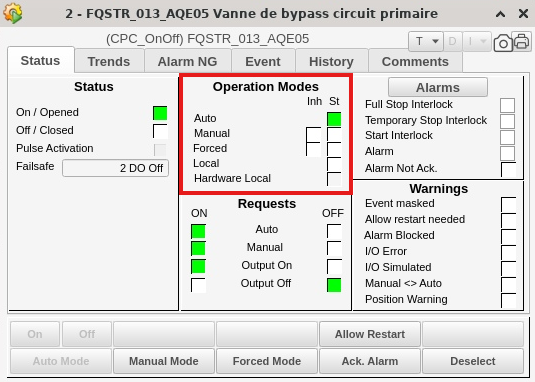 2 - FQSTR_013_AQE05 Vanne de bypass circuit primaire
(CPC_OnOff) FQSTR_013_AQE05
T D I
Status Trends Alarm NG Event History Comments
Status
On / Opened
Off / Closed
Pulse Activation
Failsafe 2 DO Off
Operation Modes
Inh St
Auto
Manual
Forced
Local
Hardware Local
Requests
ON OFF
Auto
Manual
Output On
Output Off
Alarms
Full Stop Interlock
Temporary Stop Interlock
Start Interlock
Alarm
Alarm Not Ack.
Warnings
Event masked
Allow restart needed
Alarm Blocked
I/O Error
I/O Simulated
Manual <> Auto
Position Warning
On Off Allow Restart
Auto Mode Manual Mode Forced Mode Ack. Alarm Deselect